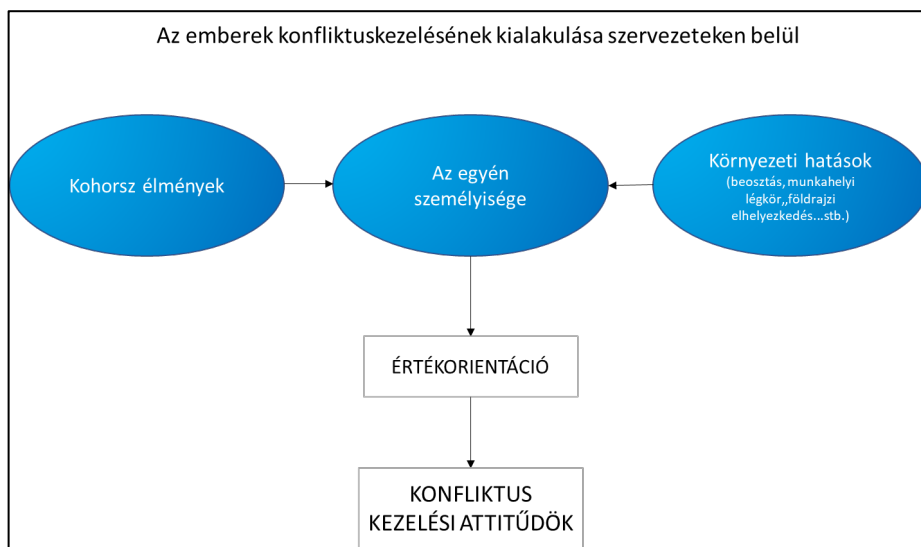 Az emberek konfliktuskezelésének kialakulása szervezeteken belül
Kohorsz élmények
Az egyén
személyisége
Környezeti hatások
(beosztás, munkahelyi
légkör,,földrajzi
elhelyezkedés...stb.)
ÉRTÉKORIENTÁCIÓ
KONFLIKTUS
KEZELÉSI ATTITŰDÖK